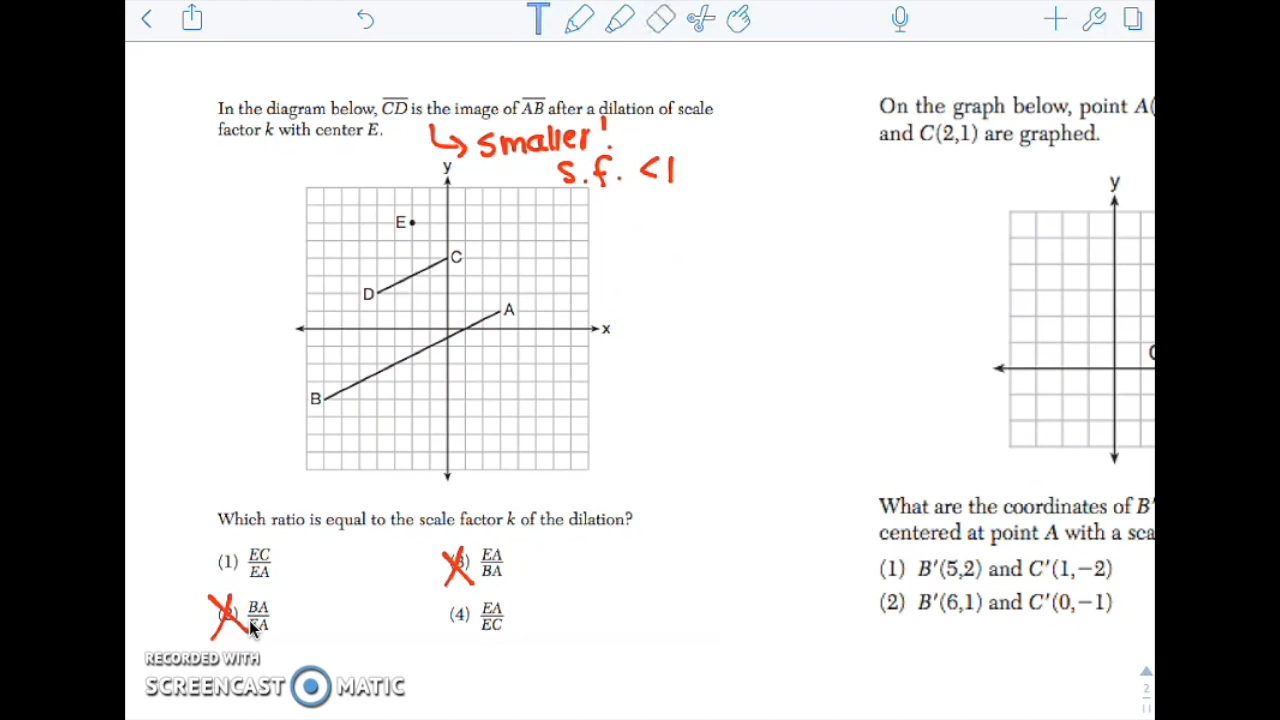 In the diagram below, CD is the image of AB after a dilation of scale
factor k with center E.
smaller!
s.f. <1
y
E
C
D
A
x
B
Which ratio is equal to the scale factor k of the dilation?
(1) EC/EA
(3) EA/BA
(2) BA/EA
(4) EA/EC
On the graph below, point A(
and C(2,1) are graphed.
y
What are the coordinates of B'
centered at point A with a sca
(1) B'(5,2) and C'(1,−2)
(2) B'(6,1) and C'(0,−1)
RECORDED WITH
SCREENCAST MATIC
2
11